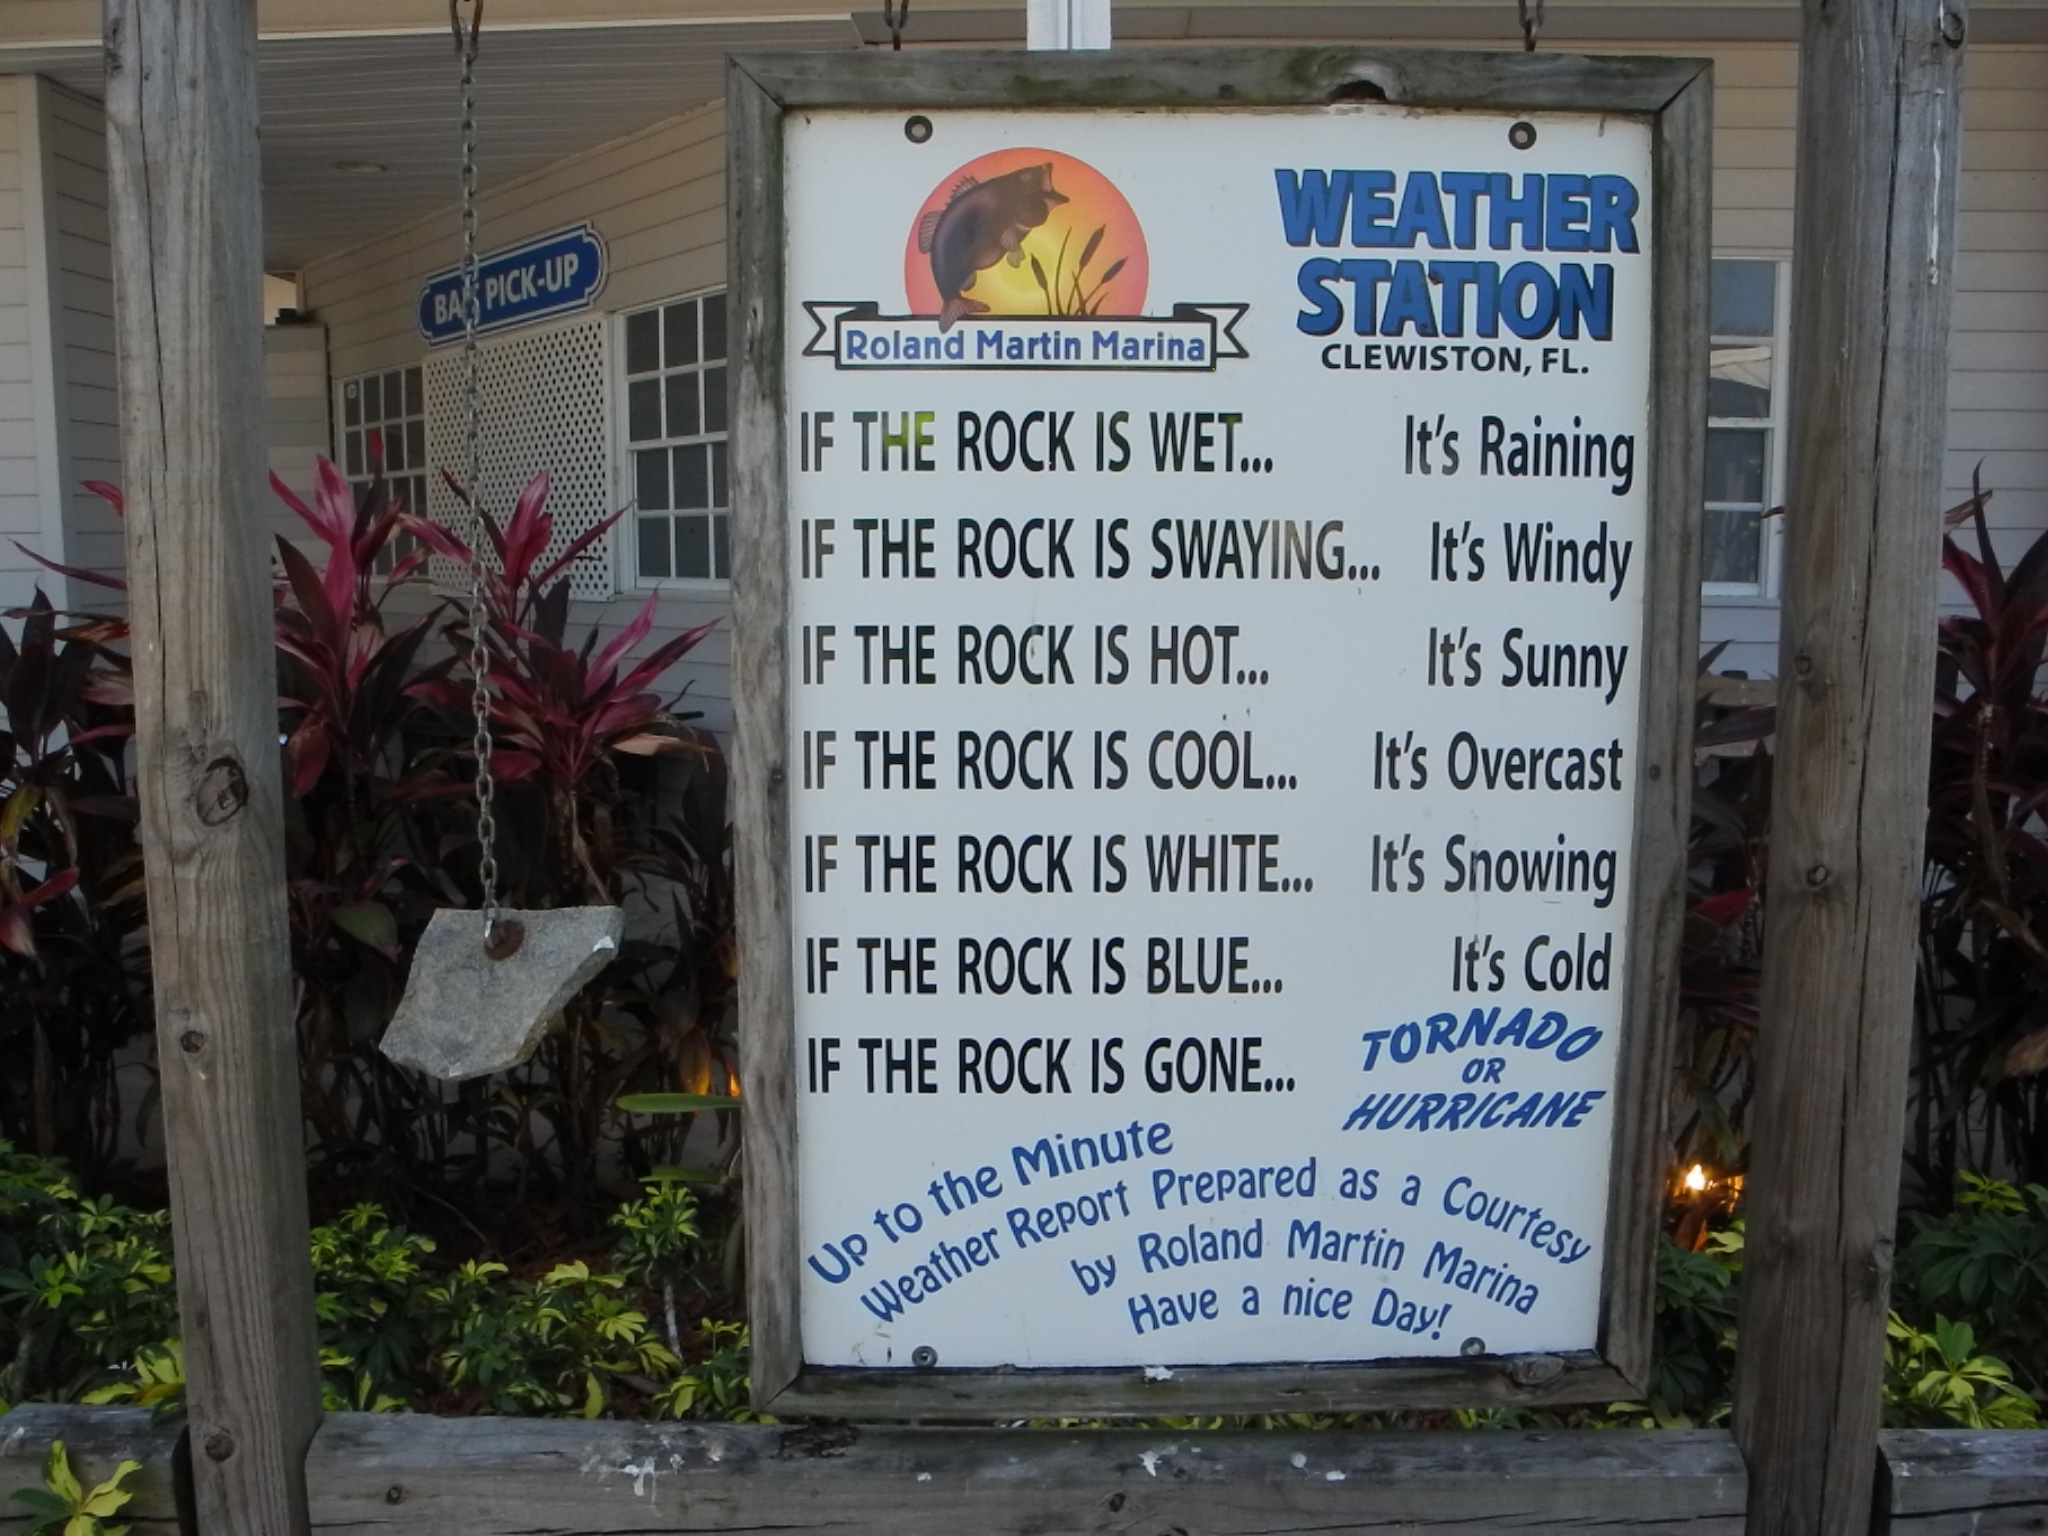 BAIT PICK-UP
Roland Martin Marina
WEATHER
STATION
CLEWISTON, FL.
IF THE ROCK IS WET... It's Raining
IF THE ROCK IS SWAYING... It's Windy
IF THE ROCK IS HOT... It's Sunny
IF THE ROCK IS COOL... It's Overcast
IF THE ROCK IS WHITE... It's Snowing
IF THE ROCK IS BLUE... It's Cold
IF THE ROCK IS GONE... TORNADO
OR
HURRICANE
Up to the Minute
Weather Report Prepared as a Courtesy
by Roland Martin Marina
Have a nice Day!